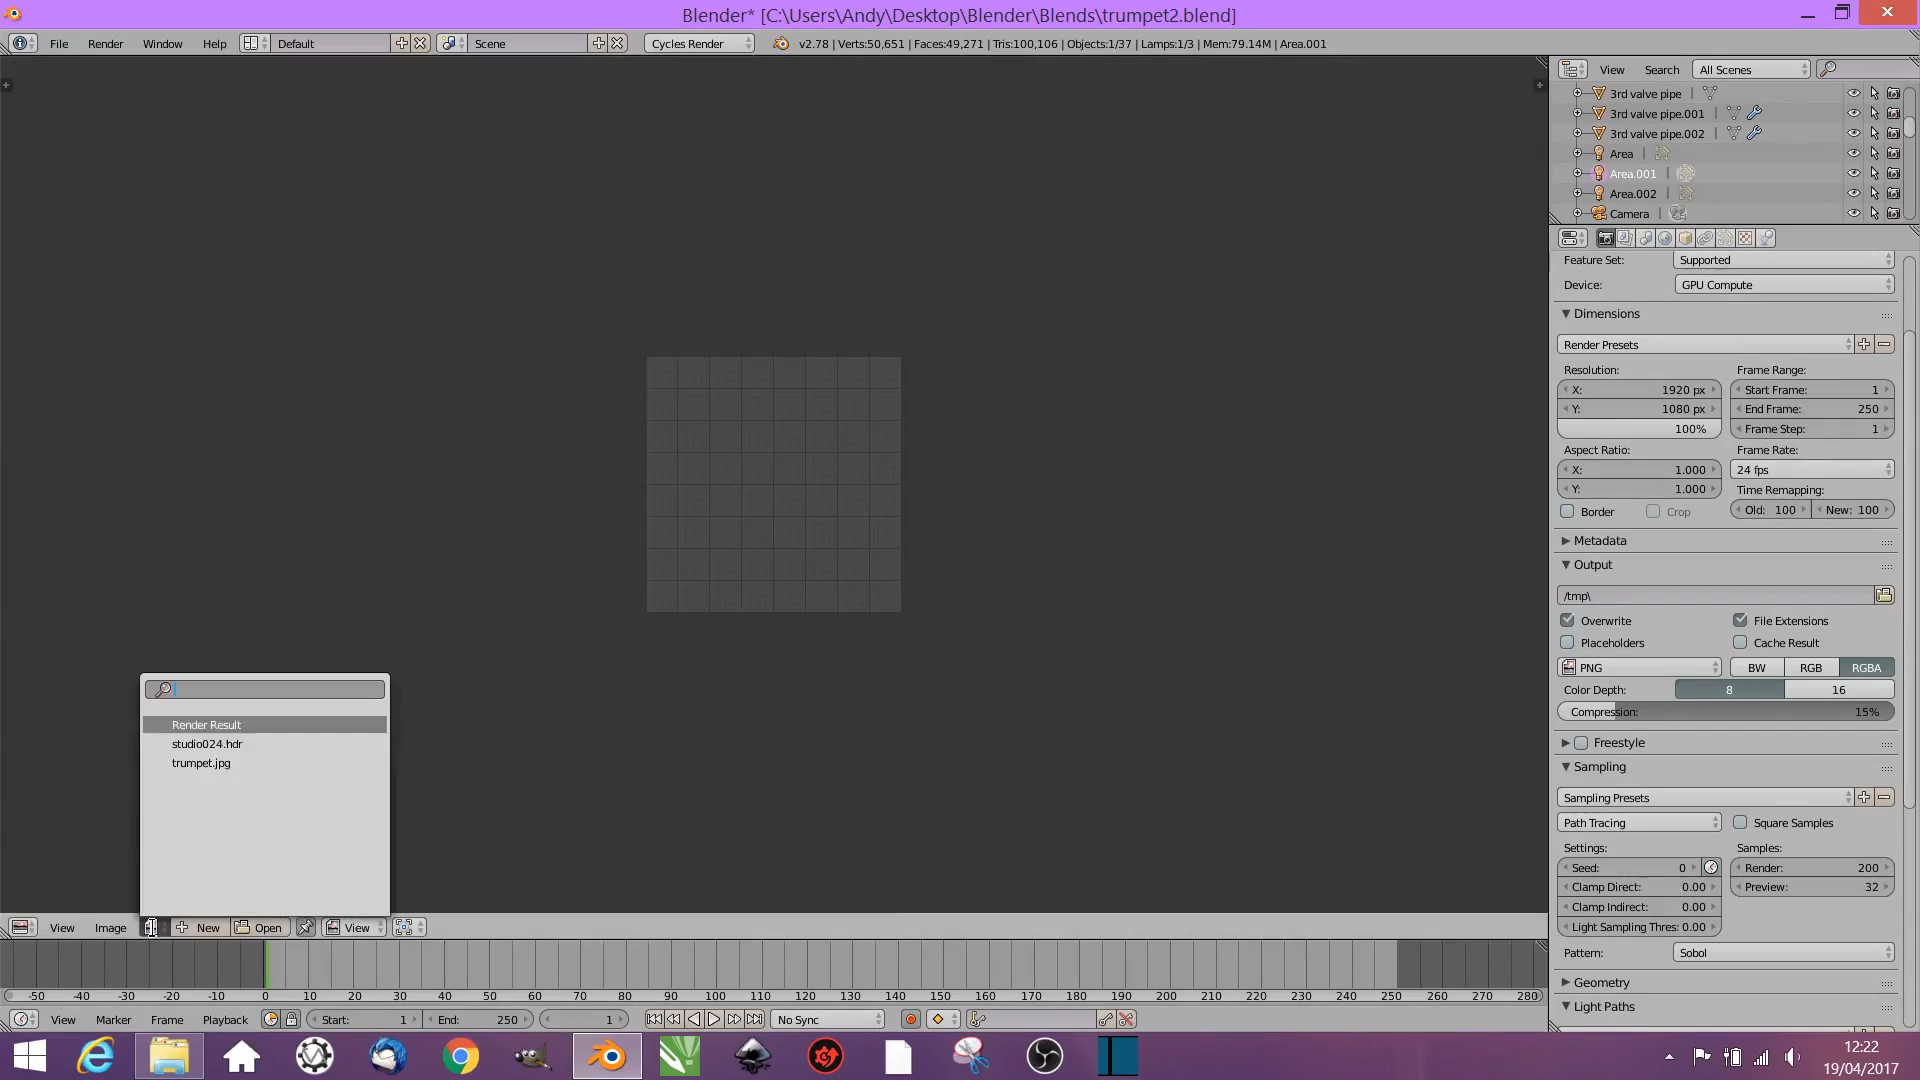 Blender* [C:\Users\Andy\Desktop\Blender\Blends\trumpet2.blend]
File Render Window Help Default Scene Cycles Render v2.78 | Verts:50,651 | Faces:49,271 | Tris:100,106 | Objects:1/37 | Lamps:1/3 | Mem:79.14M | Area.001
View Search All Scenes
3rd valve pipe
3rd valve pipe.001
3rd valve pipe.002
Area
Area.001
Area.002
Camera
Feature Set: Supported
Device: GPU Compute
Dimensions
Render Presets
Resolution: Frame Range:
X: 1920 px Start Frame: 1
Y: 1080 px End Frame: 250
100% Frame Step: 1
Aspect Ratio: Frame Rate:
X: 1.000 24 fps
Y: 1.000 Time Remapping:
Border Crop Old: 100 New: 100
Metadata
Output
/tmp\
Overwrite File Extensions
Placeholders Cache Result
PNG BW RGB RGBA
Color Depth: 8 16
Compression: 15%
Freestyle
Sampling
Sampling Presets
Path Tracing Square Samples
Settings: Samples:
Seed: 0 Render: 200
Clamp Direct: 0.00 Preview: 32
Clamp Indirect: 0.00
Light Sampling Thres: 0.00
Pattern: Sobol
Geometry
Light Paths
Render Result
studio024.hdr
trumpet.jpg
View Image New Open View
-50 -40 -30 -20 -10 0 10 20 30 40 50 60 70 80 90 100 110 120 130 140 150 160 170 180 190 200 210 220 230 240 250 260 270 280
View Marker Frame Playback Start: 1 End: 250 1 No Sync
12:22
19/04/2017